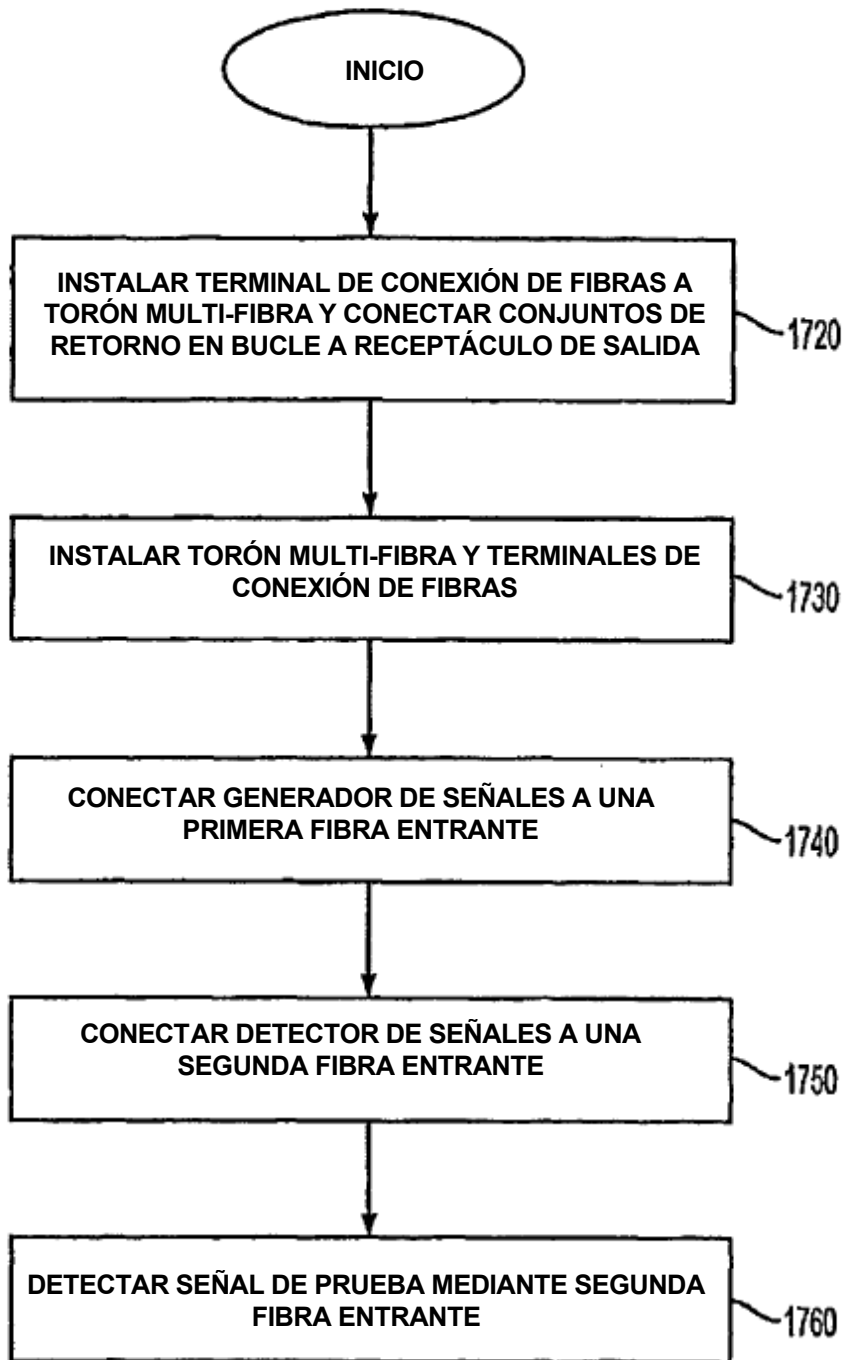 INICIO
INSTALAR TERMINAL DE CONEXIÓN DE FIBRAS A
TORÓN MULTI-FIBRA Y CONECTAR CONJUNTOS DE
RETORNO EN BUCLE A RECEPTÁCULO DE SALIDA
1720
INSTALAR TORÓN MULTI-FIBRA Y TERMINALES DE
CONEXIÓN DE FIBRAS
1730
CONECTAR GENERADOR DE SEÑALES A UNA
PRIMERA FIBRA ENTRANTE
1740
CONECTAR DETECTOR DE SEÑALES A UNA
SEGUNDA FIBRA ENTRANTE
1750
DETECTAR SEÑAL DE PRUEBA MEDIANTE SEGUNDA
FIBRA ENTRANTE
1760